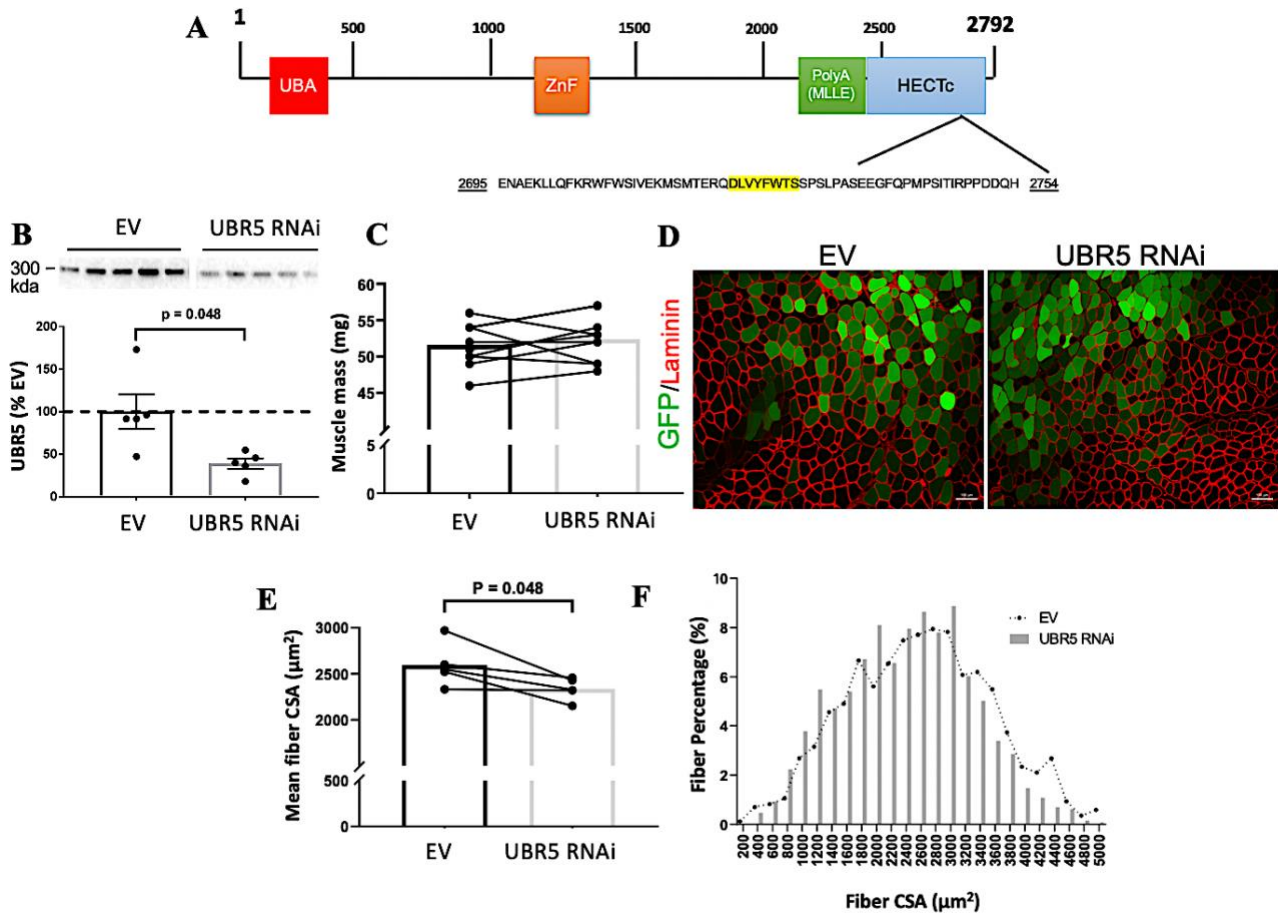 A
1
500
1000
1500
2000
2500
2792
UBA
ZnF
PolyA
(MLLE)
HECTc
2695 ENAEKLLQFKRWFWSIVEKMSMTERQDLVYFWTSSPSLPASEEGFQPMPSITIRPPDDQH 2754
B
EV
UBR5 RNAi
300
kda
p = 0.048
UBR5 (% EV)
200
150
100
50
0
EV
UBR5 RNAi
C
Muscle mass (mg)
60
55
50
45
5
0
EV
UBR5 RNAi
D
EV
UBR5 RNAi
GFP/Laminin
E
P = 0.048
Mean fiber CSA (µm²)
3000
2500
2000
500
0
EV
UBR5 RNAi
F
EV
UBR5 RNAi
Fiber Percentage (%)
10
8
6
4
2
0
200
400
600
800
1000
1200
1400
1600
1800
2000
2200
2400
2600
2800
3000
3200
3400
3600
3800
4000
4200
4400
4600
4800
5000
Fiber CSA (µm²)